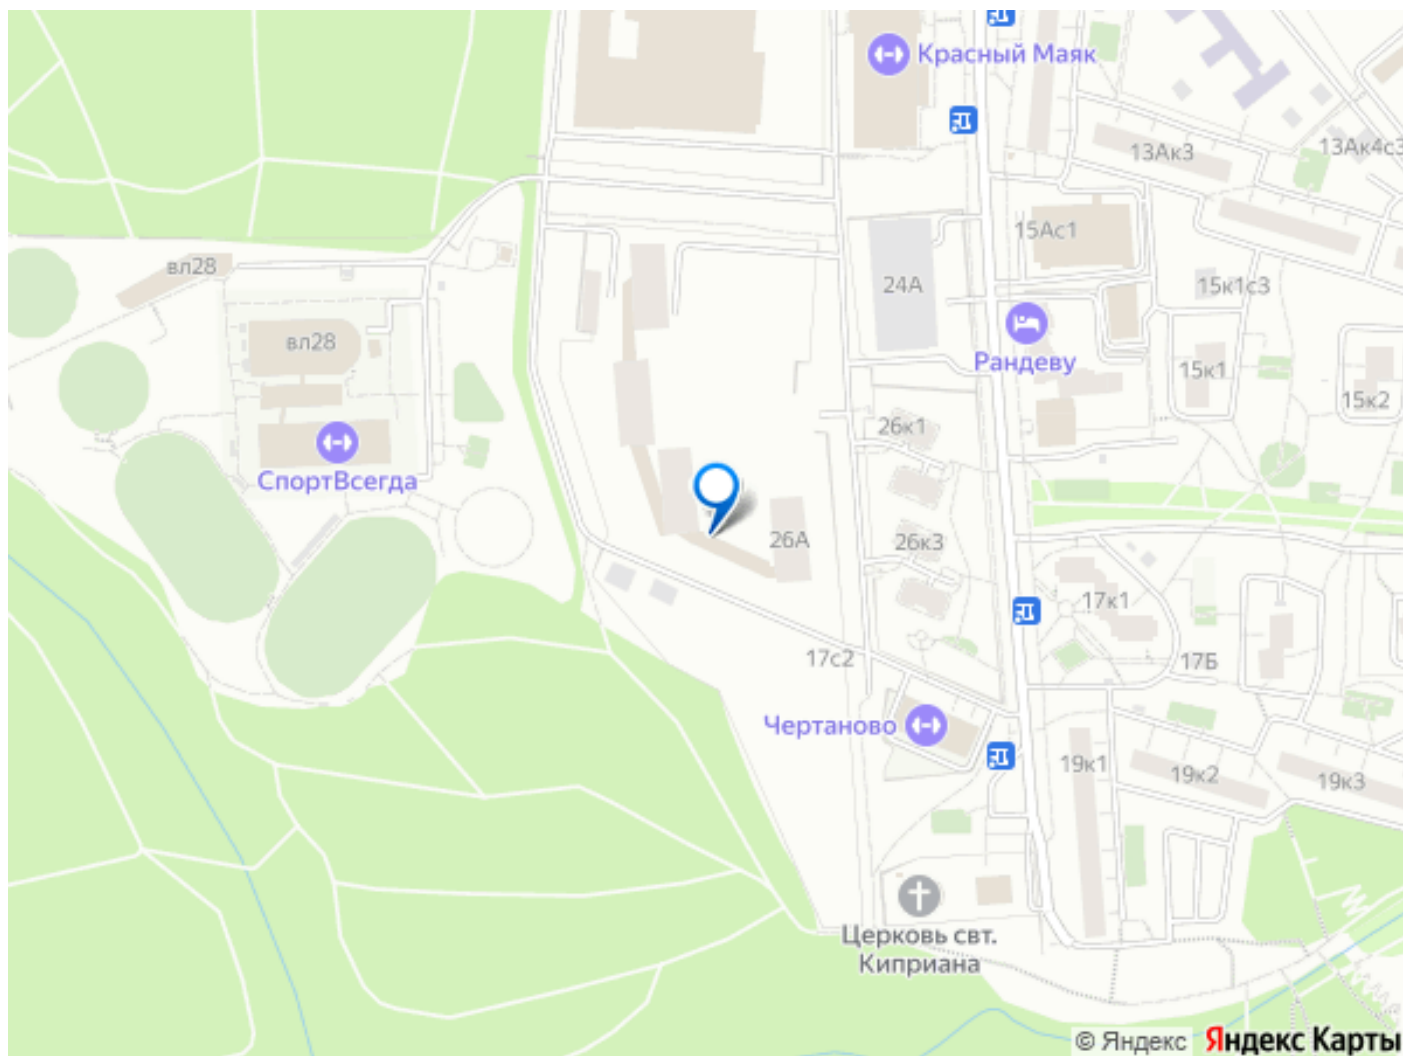 Красный Маяк
13Ак3
13Ак4с3
15Ас1
вл28
24А
15к1с3
вл28
Рандеву
15к1
15к2
26к1
СпортВсегда
26А
26к3
17к1
17с2
17Б
Чертаново
19к1
19к2
19к3
Церковь свт.
Киприана
© Яндекс Яндекс Карты